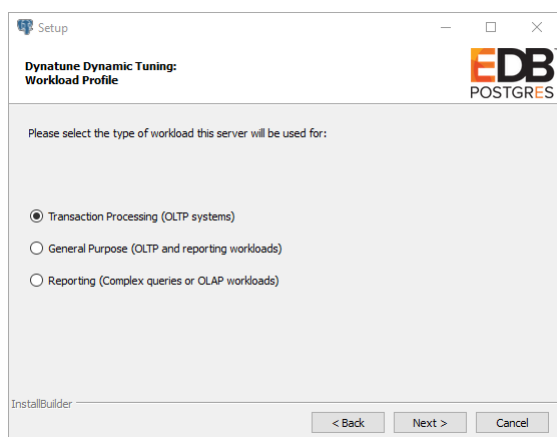 Setup
Dynatune Dynamic Tuning:
Workload Profile
EDB
POSTGRES
Please select the type of workload this server will be used for:
Transaction Processing (OLTP systems)
General Purpose (OLTP and reporting workloads)
Reporting (Complex queries or OLAP workloads)
InstallBuilder
< Back Next > Cancel